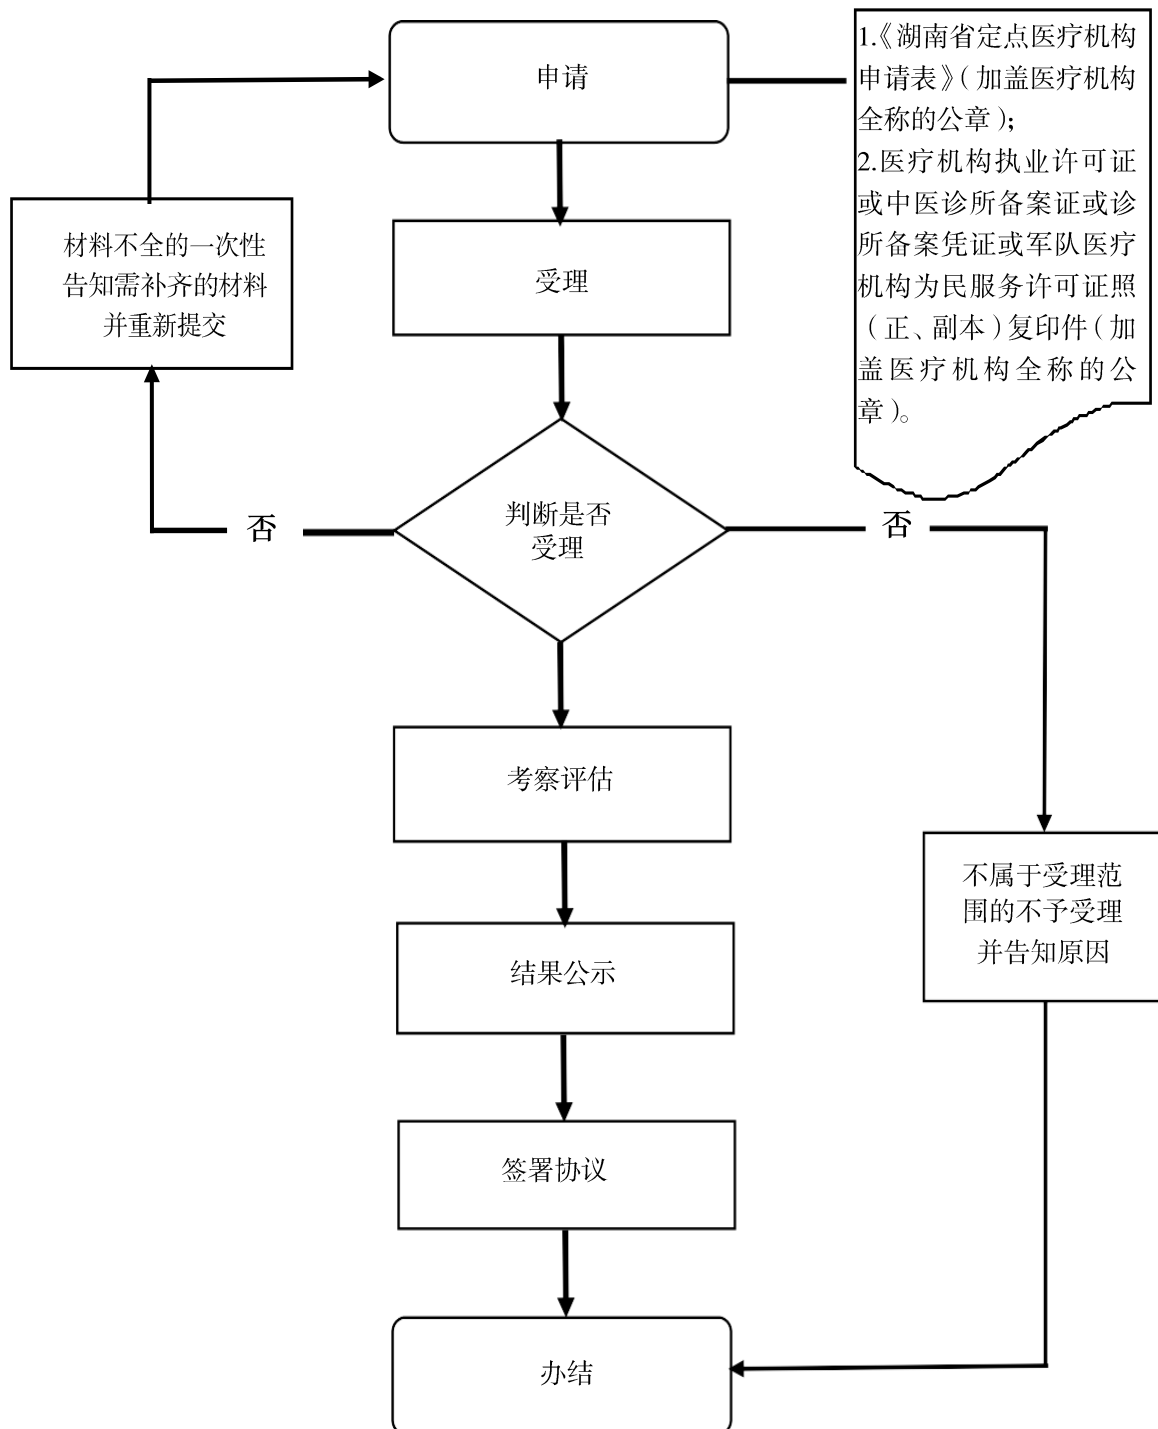 申请
1.《湖南省定点医疗机构
申请表》（加盖医疗机构
全称的公章）；
2.医疗机构执业许可证
或中医诊所备案证或诊
所备案凭证或军队医疗
机构为民服务许可证照
（正、副本）复印件（加
盖医疗机构全称的公
章）。
材料不全的一次性
告知需补齐的材料
并重新提交
受理
否
判断是否
受理
否
考察评估
不属于受理范
围的不予受理
并告知原因
结果公示
签署协议
办结